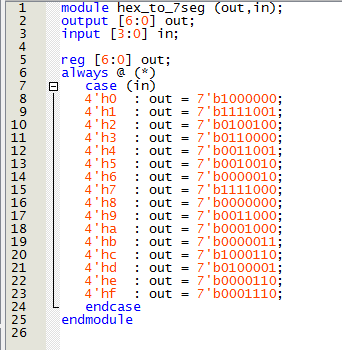 1 module hex_to_7seg (out,in);
2 output [6:0] out;
3 input [3:0] in;
4
5 reg [6:0] out;
6 always @ (*)
7 case (in)
8 4'h0 : out = 7'b1000000;
9 4'h1 : out = 7'b1111001;
10 4'h2 : out = 7'b0100100;
11 4'h3 : out = 7'b0110000;
12 4'h4 : out = 7'b0011001;
13 4'h5 : out = 7'b0010010;
14 4'h6 : out = 7'b0000010;
15 4'h7 : out = 7'b1111000;
16 4'h8 : out = 7'b0000000;
17 4'h9 : out = 7'b0011000;
18 4'ha : out = 7'b0001000;
19 4'hb : out = 7'b0000011;
20 4'hc : out = 7'b1000110;
21 4'hd : out = 7'b0100001;
22 4'he : out = 7'b0000110;
23 4'hf : out = 7'b0001110;
24 endcase
25 endmodule
26